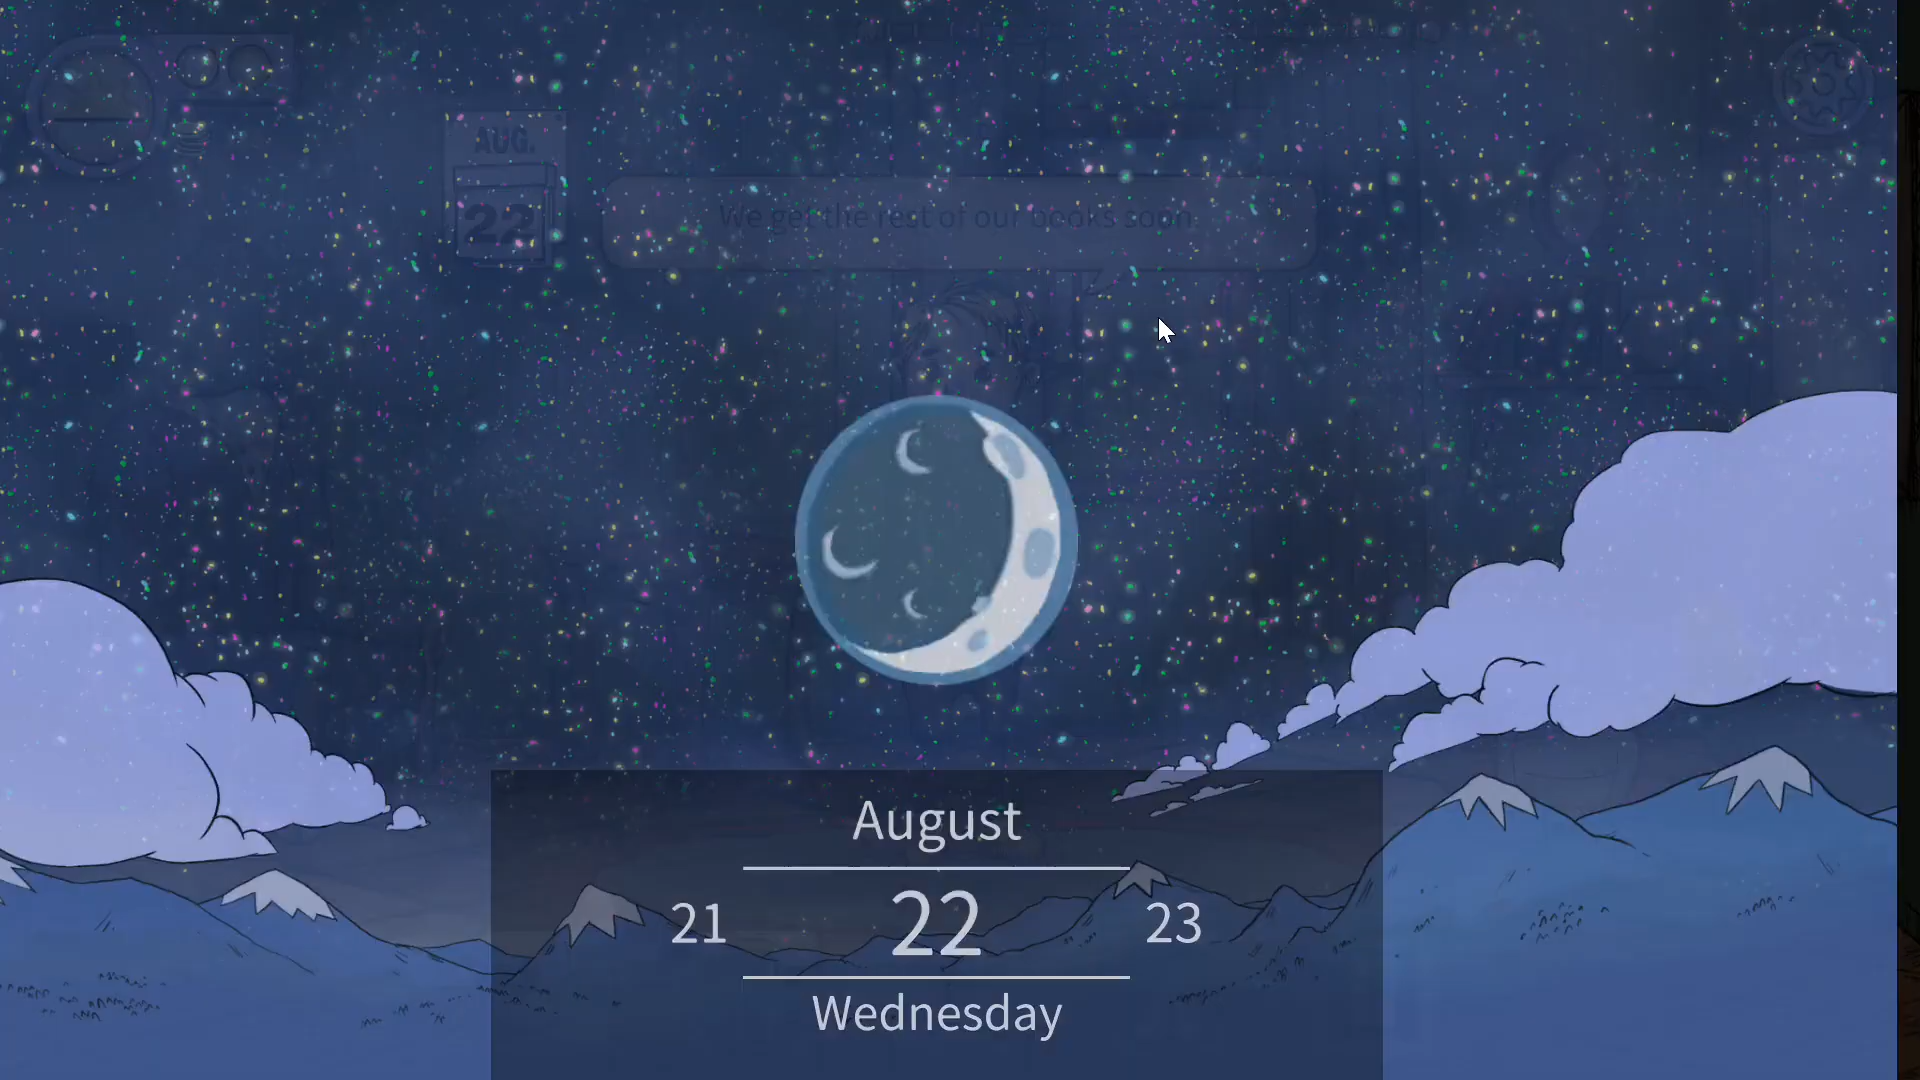 AUG.
22
We get the rest of our books soon.
August
21 22 23
Wednesday